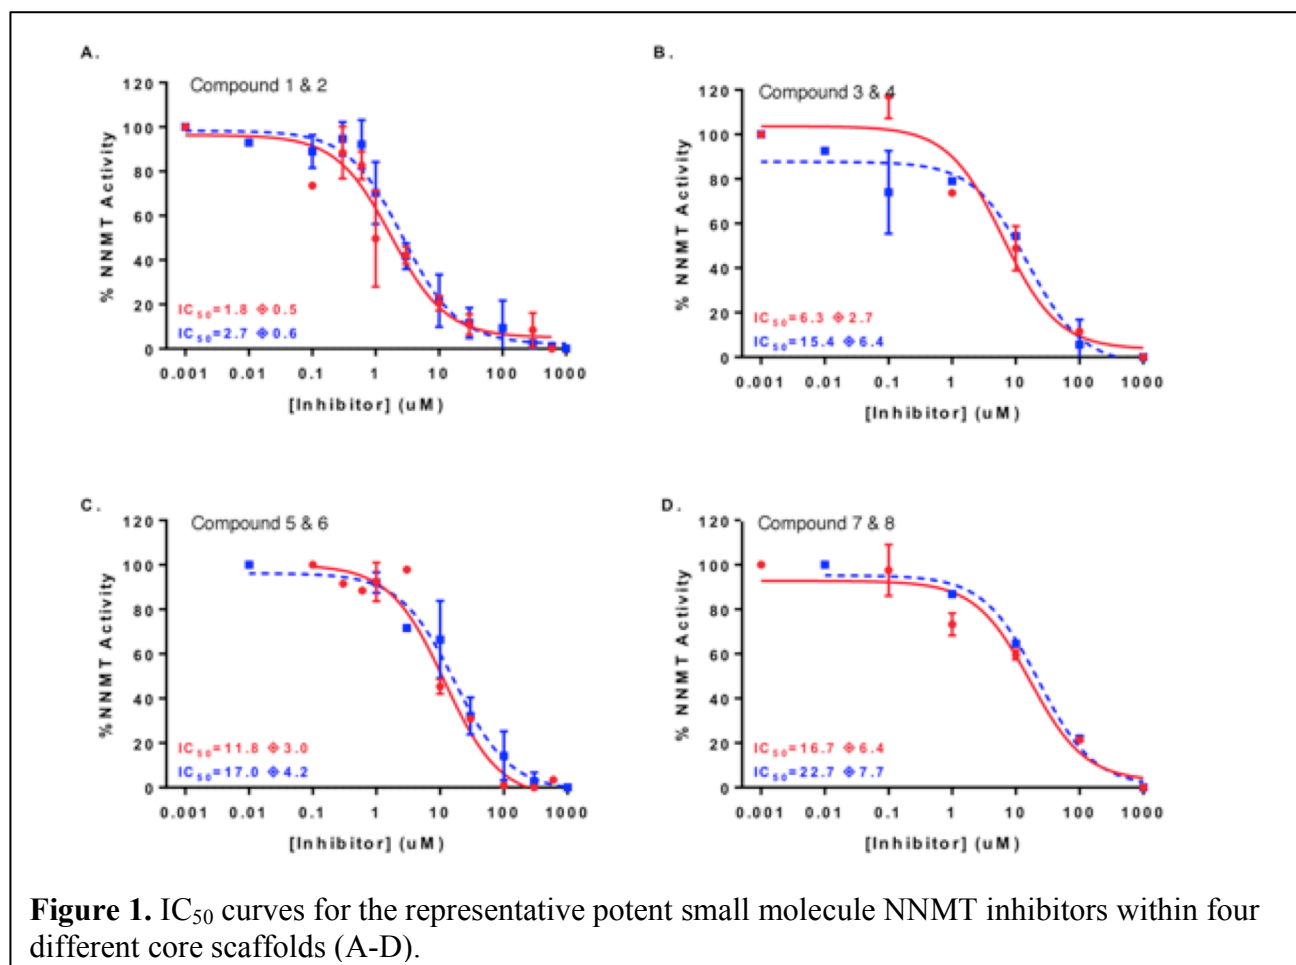 A.
Compound 1 & 2
% NNMT Activity
120
100
80
60
40
20
0
IC50=1.8 �0.5
IC50=2.7 �0.6
0.001 0.01 0.1 1 10 100 1000
[Inhibitor] (uM)
B.
Compound 3 & 4
% NNMT Activity
120
100
80
60
40
20
0
IC50=6.3 �2.7
IC50=15.4 �6.4
0.001 0.01 0.1 1 10 100 1000
[Inhibitor] (uM)
C.
Compound 5 & 6
%NNMT Activity
120
100
80
60
40
20
0
IC50=11.8 �3.0
IC50=17.0 �4.2
0.001 0.01 0.1 1 10 100 1000
[Inhibitor] (uM)
D.
Compound 7 & 8
% NNMT Activity
120
100
80
60
40
20
0
IC50=16.7 �6.4
IC50=22.7 �7.7
0.001 0.01 0.1 1 10 100 1000
[Inhibitor] (uM)
Figure 1. IC50 curves for the representative potent small molecule NNMT inhibitors within four
different core scaffolds (A-D).